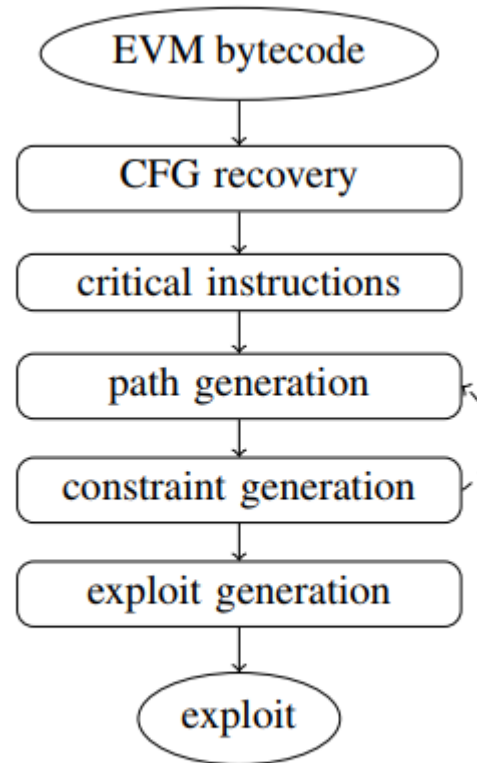 EVM bytecode
CFG recovery
critical instructions
path generation
constraint generation
exploit generation
exploit